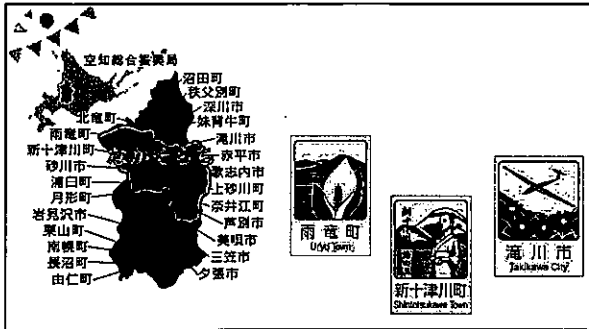 空知総合振興局
沼田町
秩父別町
深川市
妹背牛町
北竜町
雨竜町
新十津川町
砂川市
浦臼町
月形町
岩見沢市
栗山町
南幌町
長沼町
由仁町
滝川市
赤平市
歌志内市
上砂川町
奈井江町
芦別市
美唄市
三笠市
夕張市
雨竜町
Uryu Town
新十津川町
Shintotsukawa Town
滝川市
Takikawa City